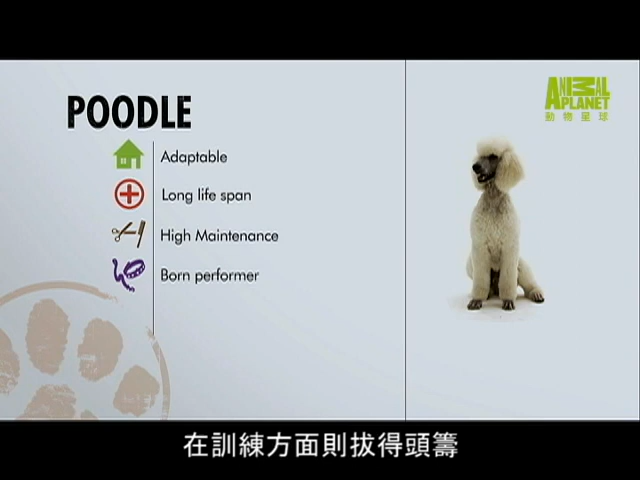 POODLE
Adaptable
Long life span
High Maintenance
Born performer
ANIMAL
PLANET
動物星球
在訓練方面則拔得頭籌